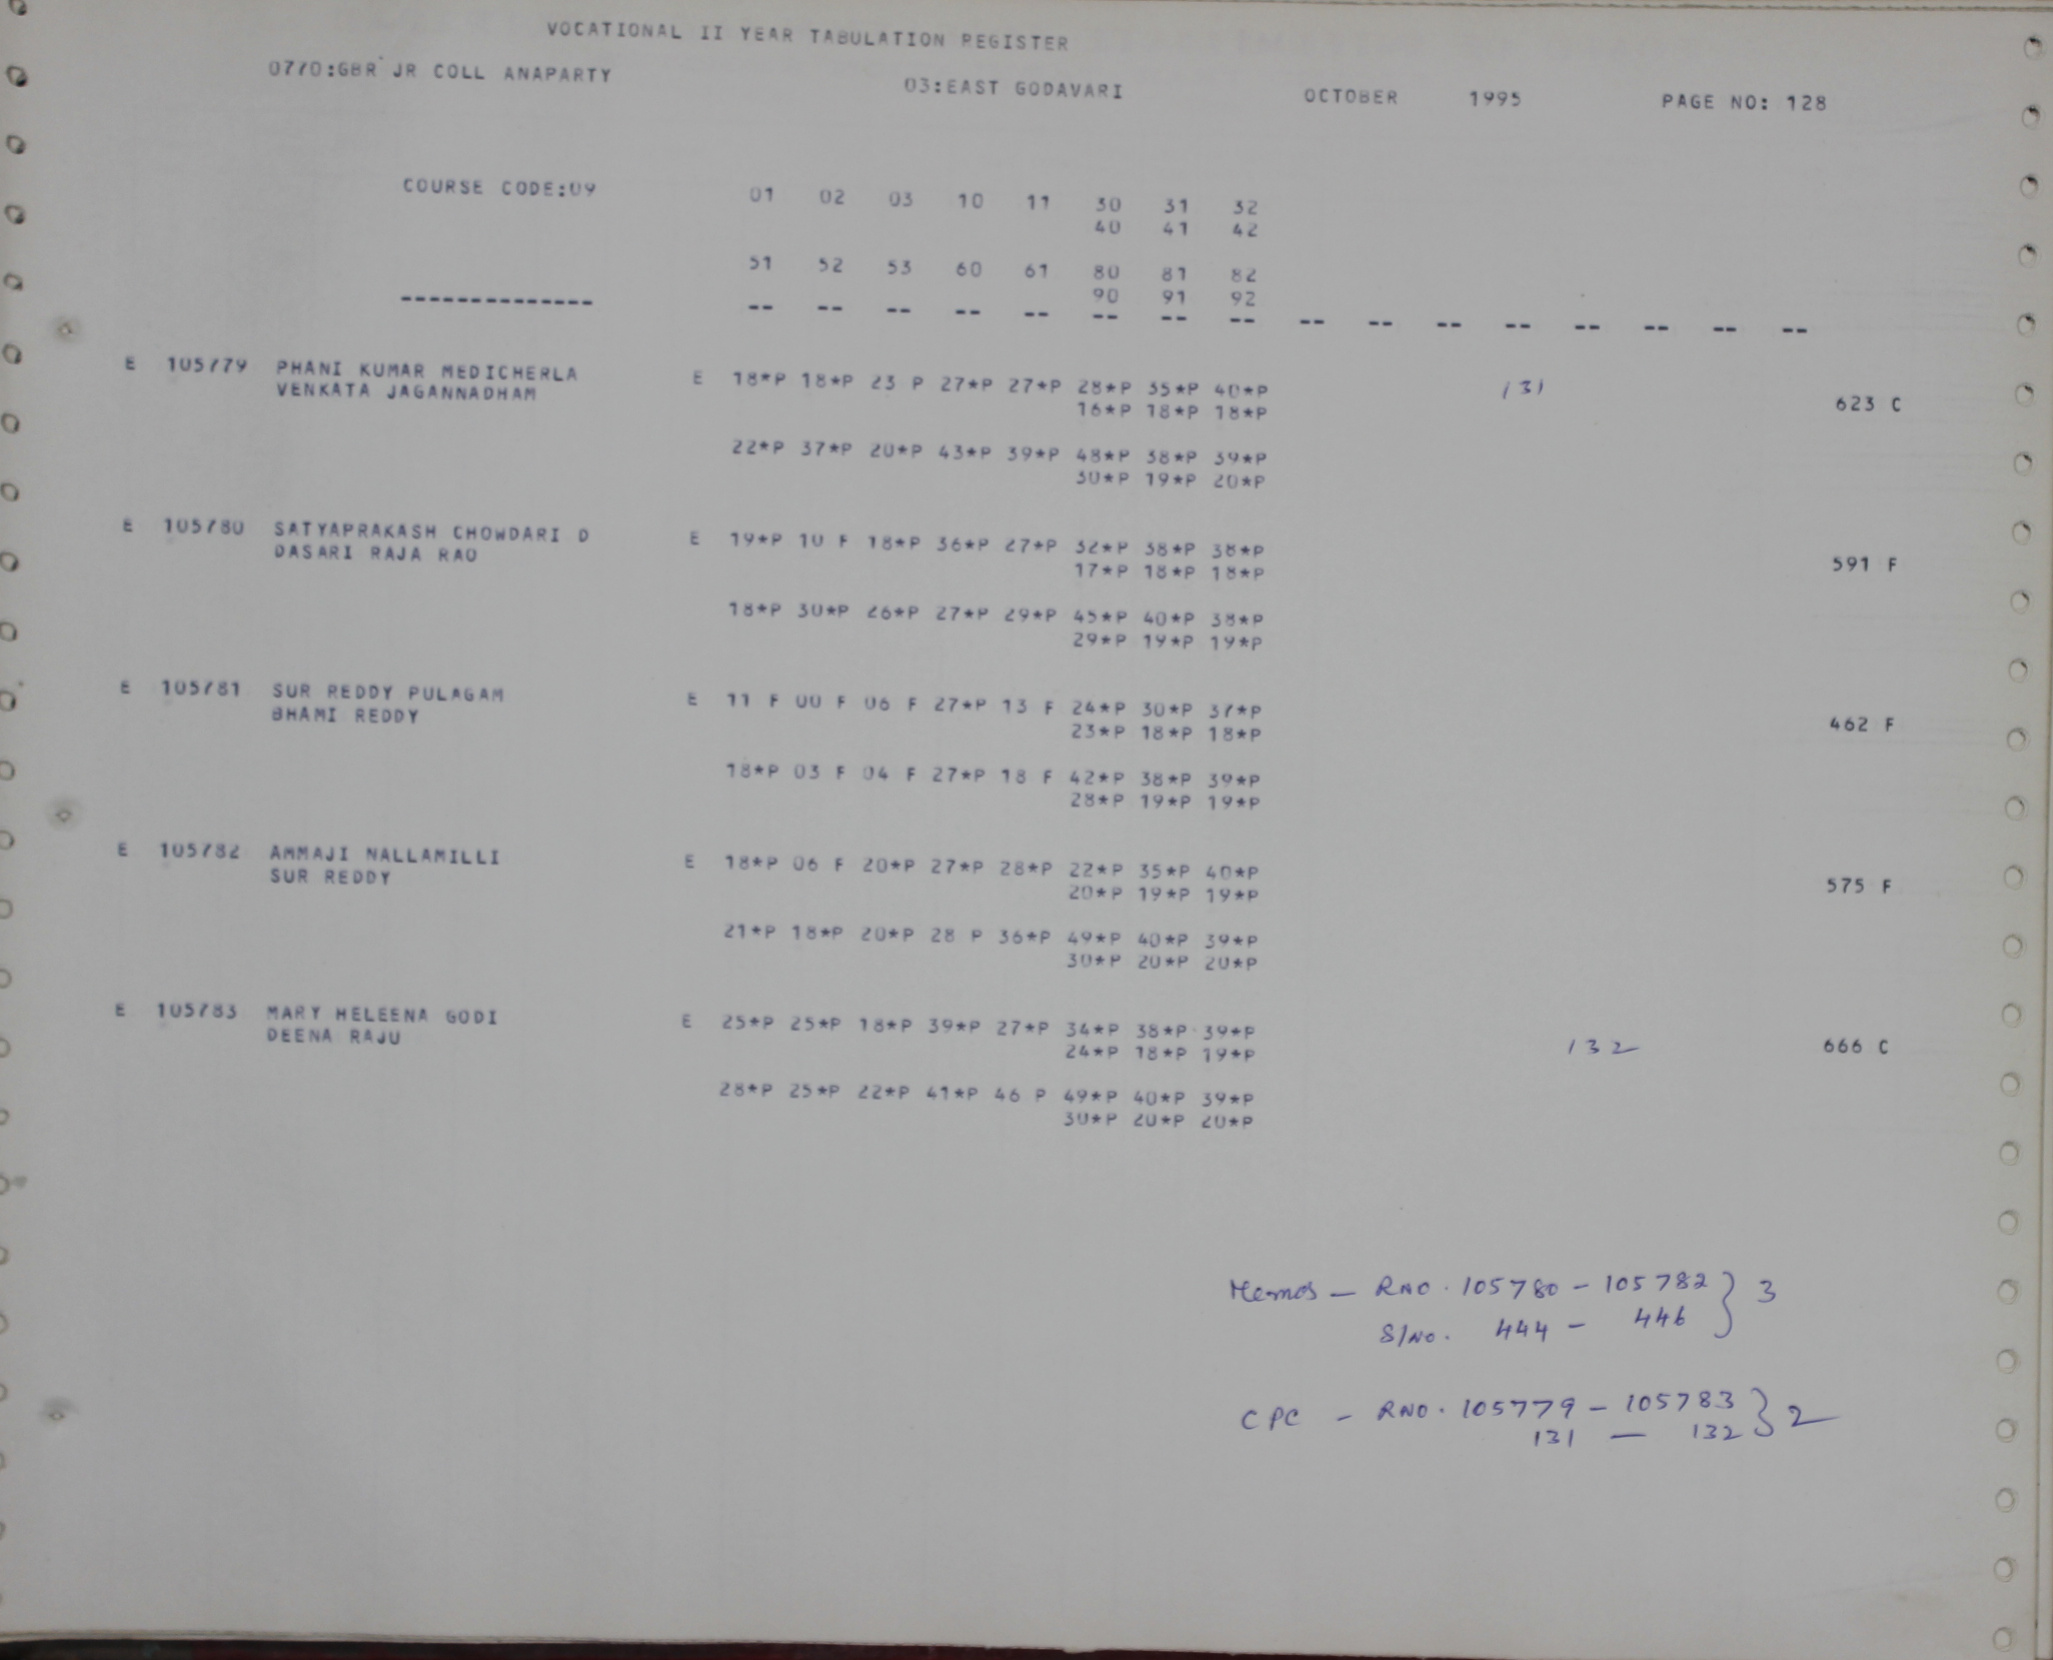 VOCATIONAL II YEAR TABULATION REGISTER
0770:GBR JR COLL ANAPARTY 03:EAST GODAVARI OCTOBER 1995 PAGE NO: 128
COURSE CODE:09 01 02 03 10 11 30 31 32
40 41 42
51 52 53 60 61 80 81 82
90 91 92
-------------- -- -- -- -- -- -- -- -- -- -- -- -- -- -- -- --
E 105779 PHANI KUMAR MEDICHERLA E 18*P 18*P 23 P 27*P 27*P 28*P 35*P 40*P 131
VENKATA JAGANNADHAM 16*P 18*P 18*P 623 C
22*P 37*P 20*P 43*P 39*P 48*P 38*P 39*P
30*P 19*P 20*P
E 105780 SATYAPRAKASH CHOWDARI D E 19*P 10 F 18*P 36*P 27*P 32*P 38*P 38*P
DASARI RAJA RAO 17*P 18*P 18*P 591 F
18*P 30*P 26*P 27*P 29*P 45*P 40*P 38*P
29*P 19*P 19*P
E 105781 SUR REDDY PULAGAM E 11 F 00 F 06 F 27*P 13 F 24*P 30*P 37*P
BHAMI REDDY 23*P 18*P 18*P 462 F
18*P 03 F 04 F 27*P 18 F 42*P 38*P 39*P
28*P 19*P 19*P
E 105782 AMMAJI NALLAMILLI E 18*P 06 F 20*P 27*P 28*P 22*P 35*P 40*P
SUR REDDY 20*P 19*P 19*P 575 F
21*P 18*P 20*P 28 P 36*P 49*P 40*P 39*P
30*P 20*P 20*P
E 105783 MARY HELEENA GODI E 25*P 25*P 18*P 39*P 27*P 34*P 38*P 39*P
DEENA RAJU 24*P 18*P 19*P 132 666 C
28*P 25*P 22*P 41*P 46 P 49*P 40*P 39*P
30*P 20*P 20*P
Memos — RNO. 105780 - 105782 } 3
S/NO. 444 - 446
CPC - RNO. 105779 - 105783 } 2
131 — 132